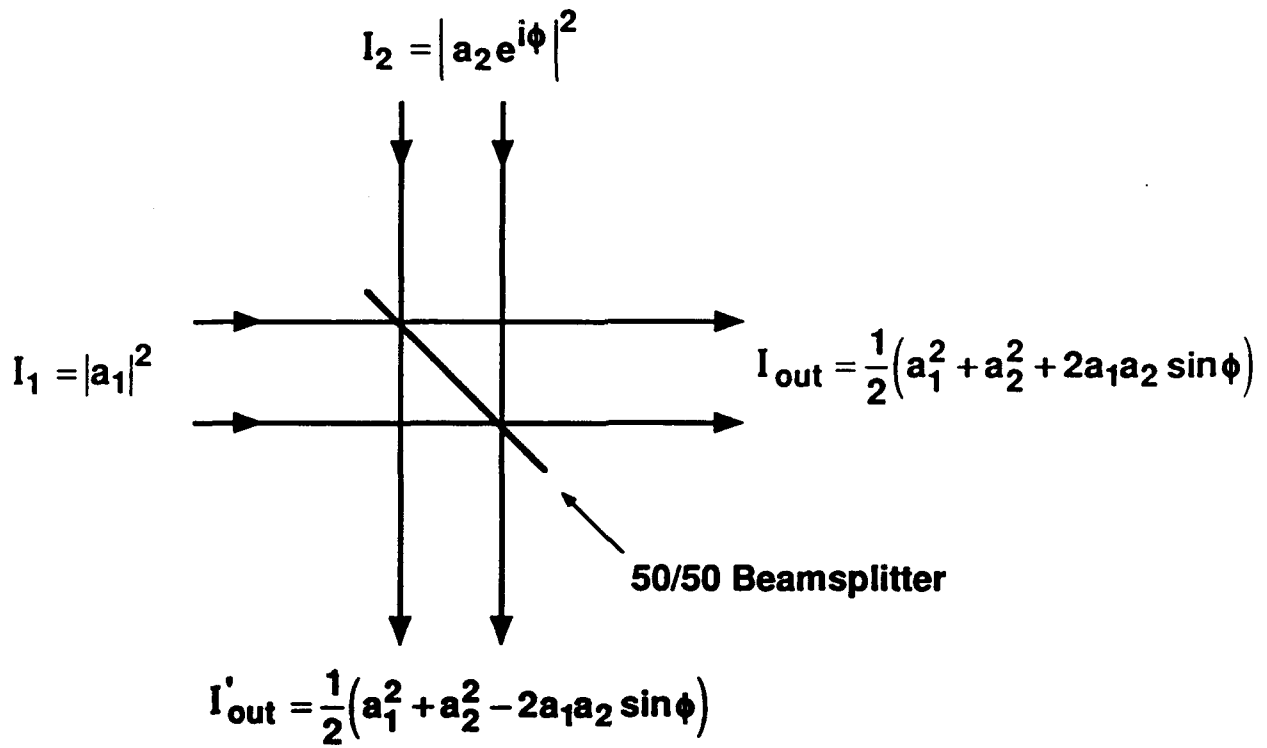 I₂ = |a₂e^{iϕ}|²
I₁ = |a₁|²
I_out = 1/2(a₁² + a₂² + 2a₁a₂ sinϕ)
50/50 Beamsplitter
I'_out = 1/2(a₁² + a₂² − 2a₁a₂ sinϕ)